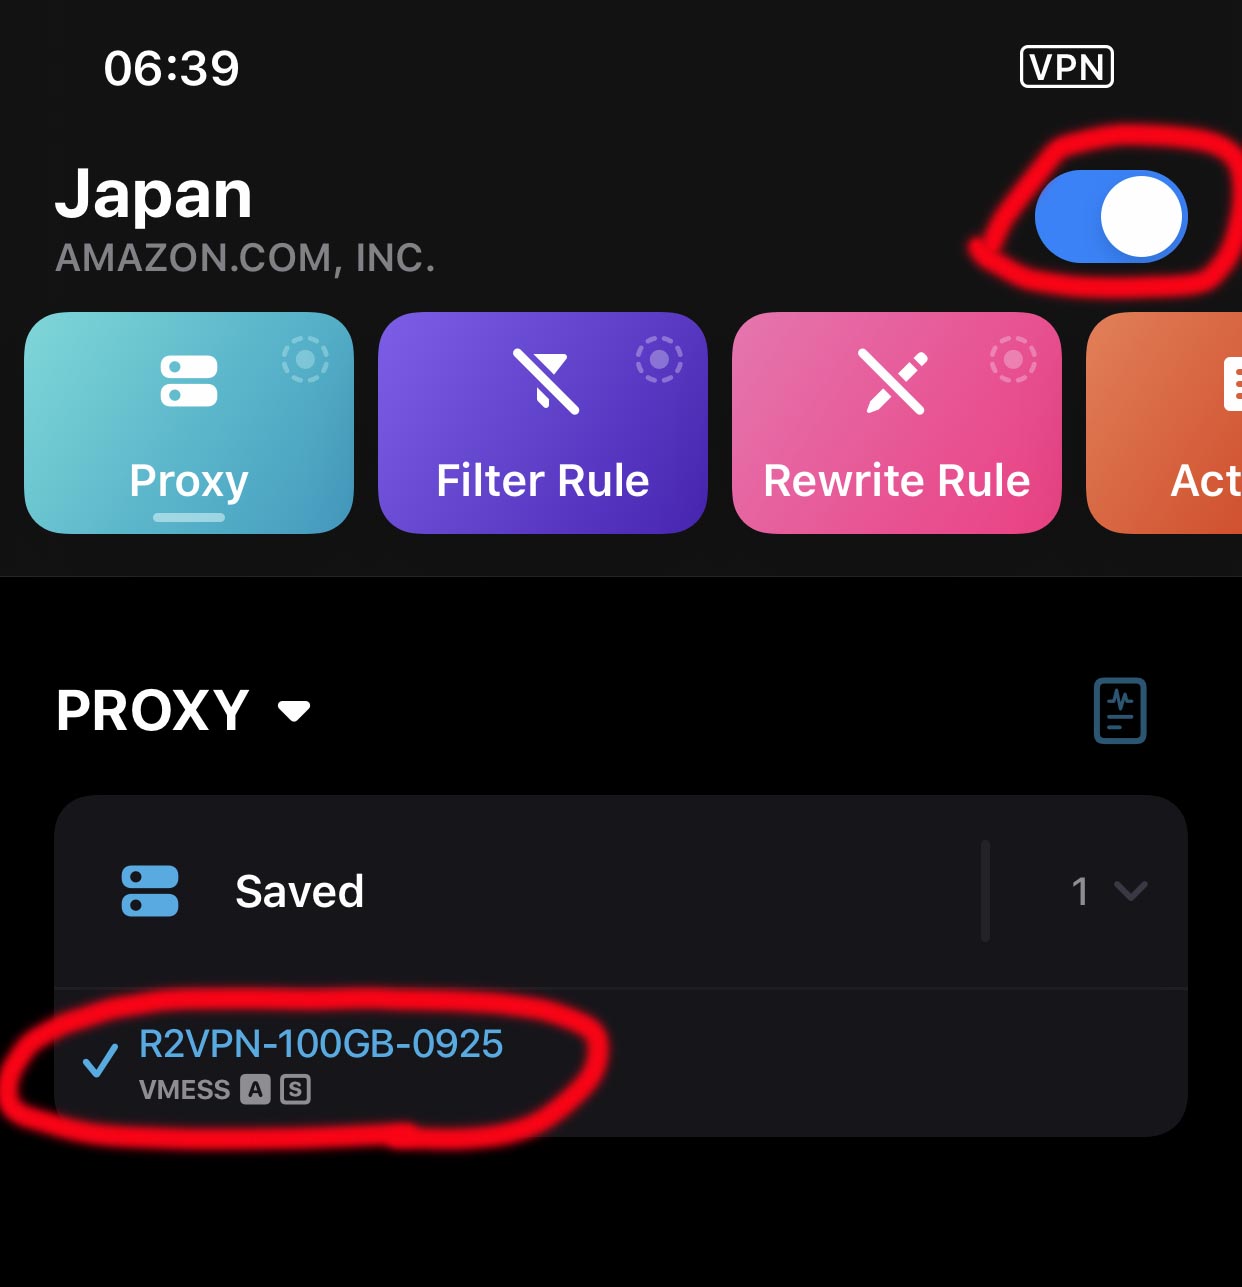 06:39
VPN
Japan
AMAZON.COM, INC.
Proxy
Filter Rule
Rewrite Rule
Act
PROXY
Saved
1
R2VPN-100GB-0925
VMESS A S